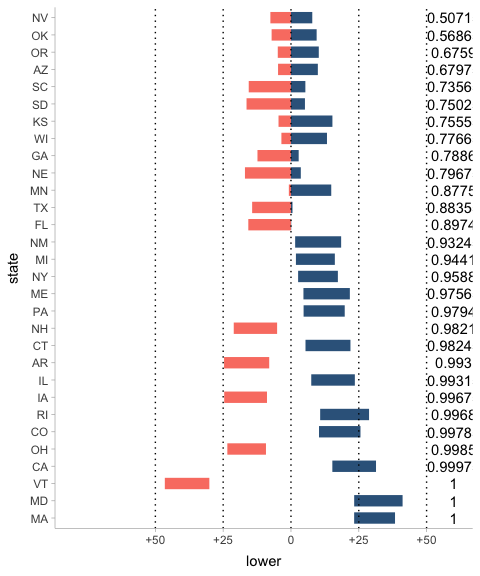 NV 0.5071
OK 0.5686
OR 0.6759
AZ 0.6797
SC 0.7356
SD 0.7502
KS 0.7555
WI 0.7766
GA 0.7886
NE 0.7967
MN 0.8775
TX 0.8835
FL 0.8974
NM 0.9324
MI 0.9441
NY 0.9588
ME 0.9756
PA 0.9794
NH 0.9821
CT 0.9824
AR 0.993
IL 0.9931
IA 0.9967
RI 0.9968
CO 0.9978
OH 0.9985
CA 0.9997
VT 1
MD 1
MA 1
state
+50 +25 0 +25 +50
lower